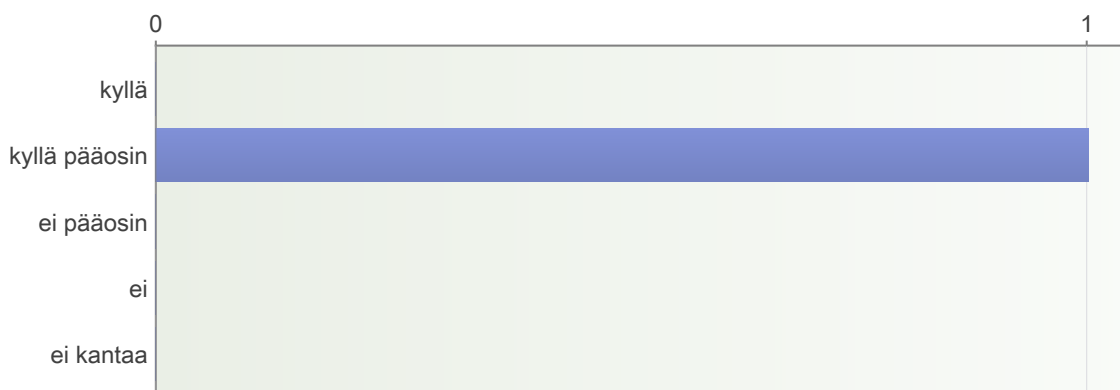 0 1
kyllä
kyllä pääosin
ei pääosin
ei
ei kantaa